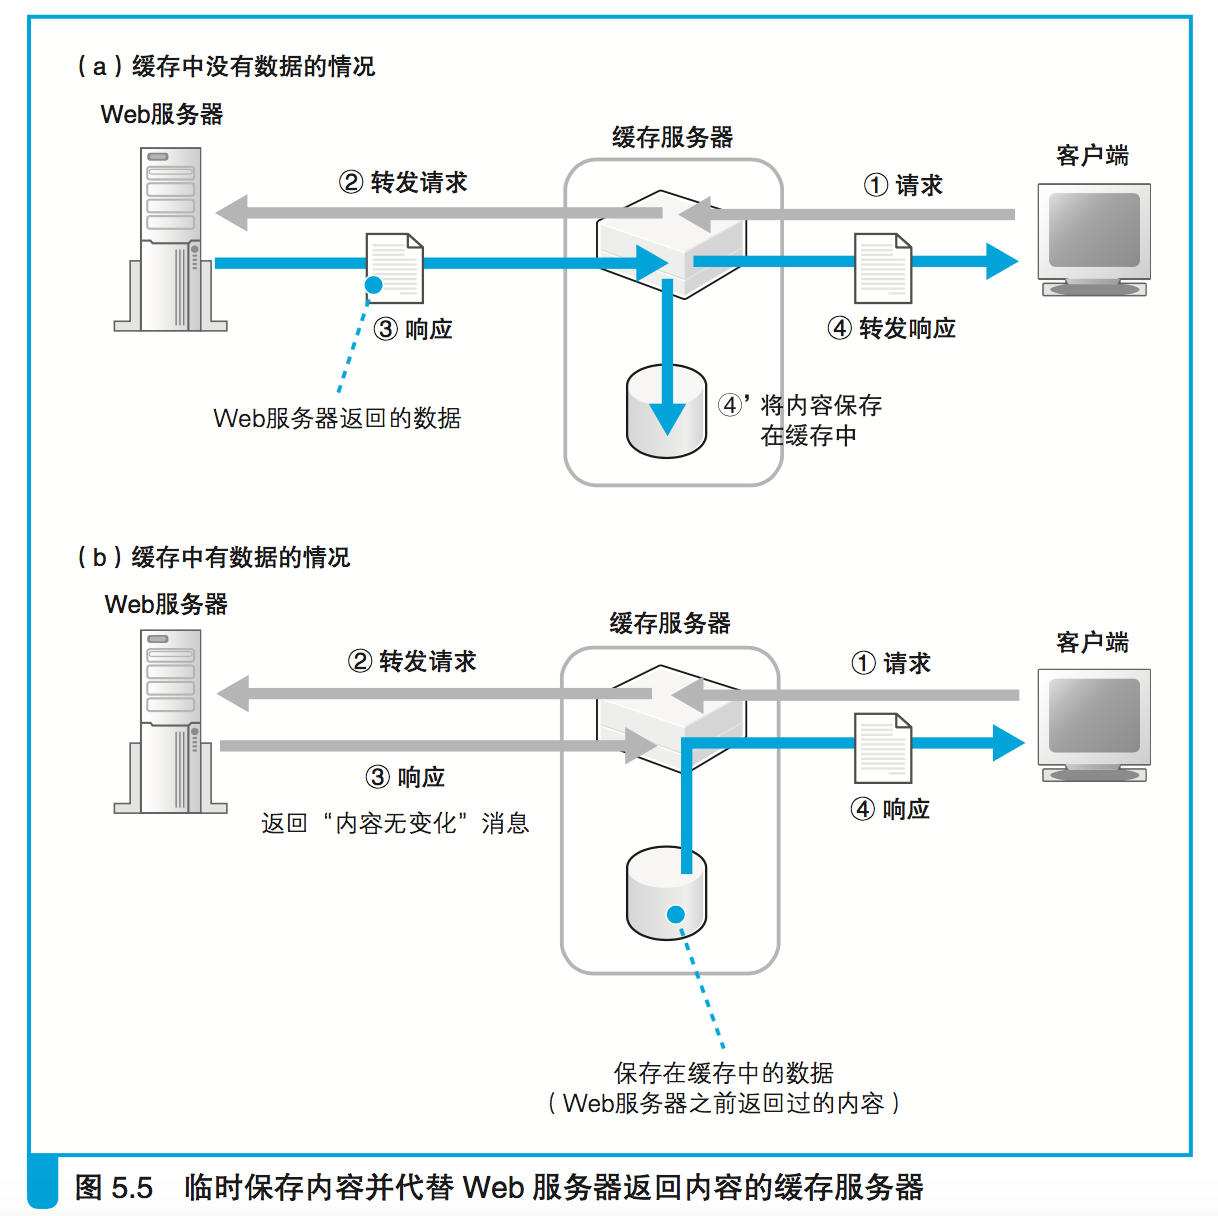 （a）缓存中没有数据的情况
Web服务器
缓存服务器
客户端
② 转发请求
① 请求
③ 响应
④ 转发响应
Web服务器返回的数据
④’ 将内容保存
在缓存中
（b）缓存中有数据的情况
Web服务器
缓存服务器
客户端
② 转发请求
① 请求
③ 响应
返回“内容无变化”消息
④ 响应
保存在缓存中的数据
（Web服务器之前返回过的内容）
图 5.5 临时保存内容并代替 Web 服务器返回内容的缓存服务器